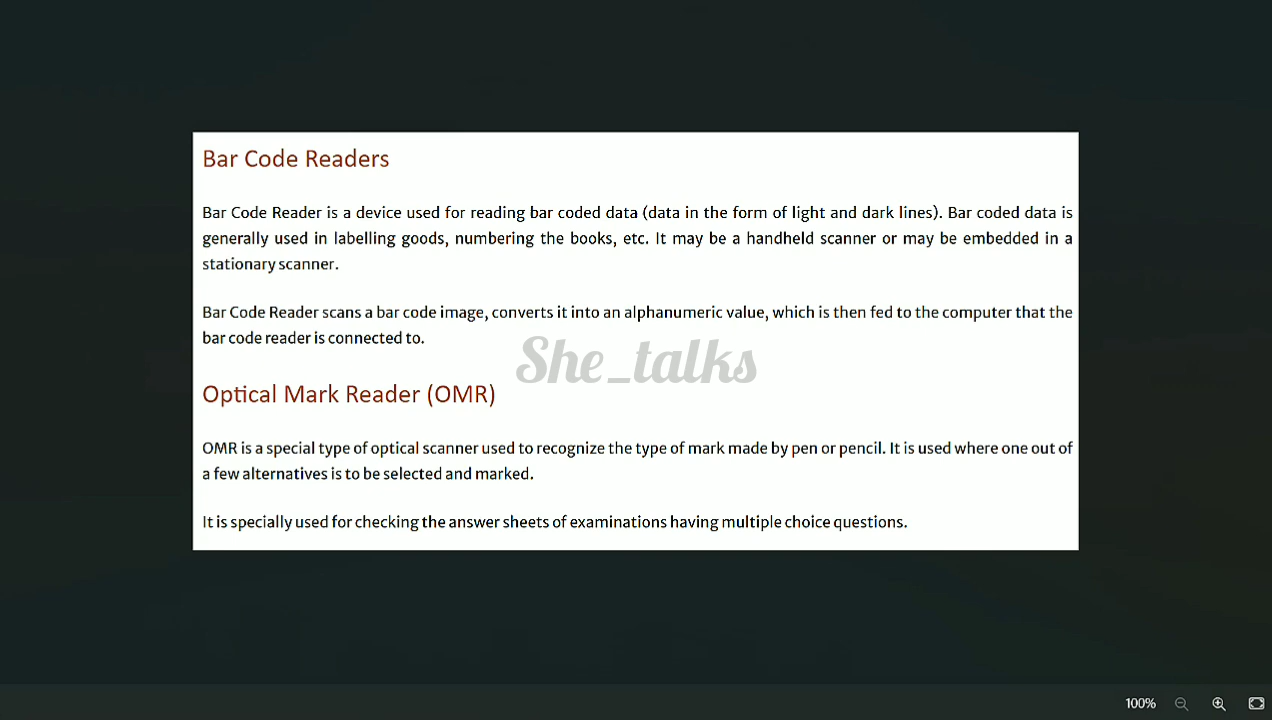 Bar Code Readers
Bar Code Reader is a device used for reading bar coded data (data in the form of light and dark lines). Bar coded data is
generally used in labelling goods, numbering the books, etc. It may be a handheld scanner or may be embedded in a
stationary scanner.
Bar Code Reader scans a bar code image, converts it into an alphanumeric value, which is then fed to the computer that the
bar code reader is connected to.
She_talks
Optical Mark Reader (OMR)
OMR is a special type of optical scanner used to recognize the type of mark made by pen or pencil. It is used where one out of
a few alternatives is to be selected and marked.
It is specially used for checking the answer sheets of examinations having multiple choice questions.
100%